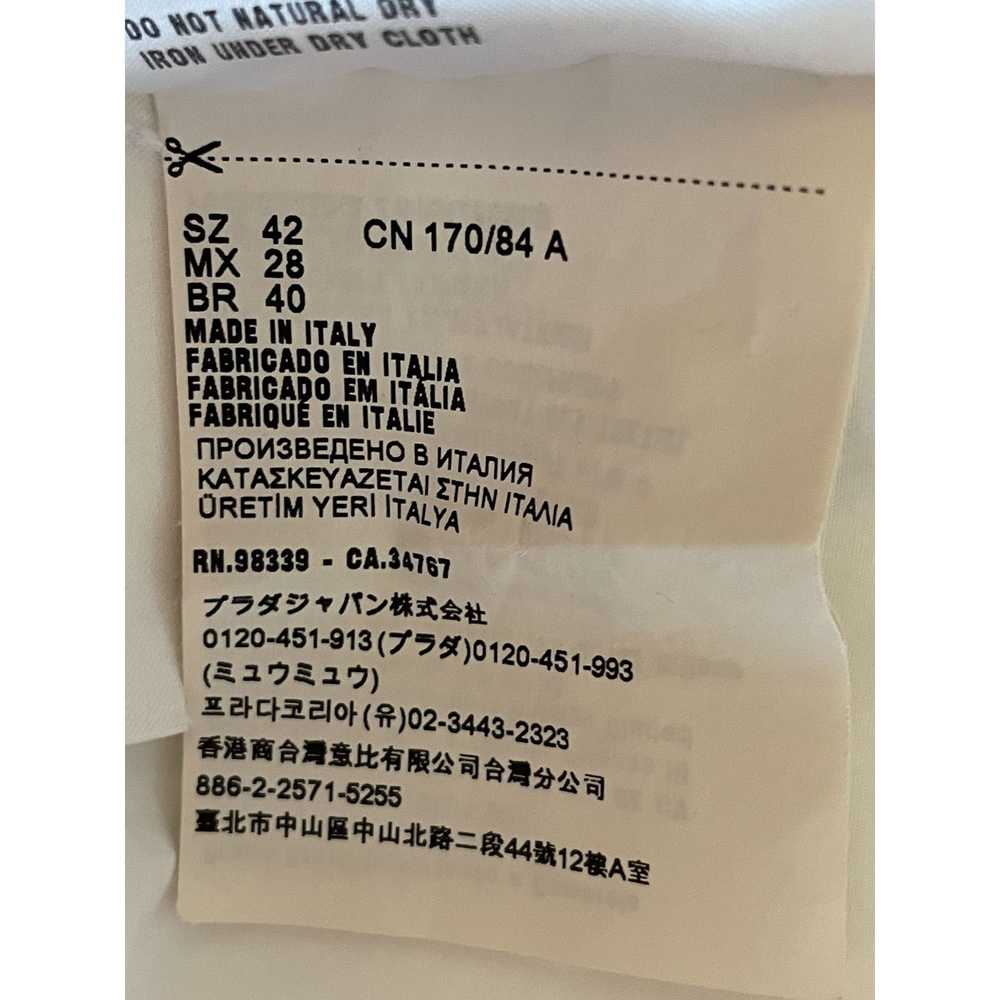 DO NOT NATURAL DRY
IRON UNDER DRY CLOTH
SZ 42 CN 170/84 A
MX 28
BR 40
MADE IN ITALY
FABRICADO EN ITALIA
FABRICADO EM ITÁLIA
FABRIQUÉ EN ITALIE
ПРОИЗВЕДЕНО В ИТАЛИЯ
ΚΑΤΑΣΚΕΥΑΖΕΤΑΙ ΣΤΗΝ ΙΤΑΛΙΑ
ÜRETİM YERİ İTALYA
RN.98339 - CA.34767
プラダジャパン株式会社
0120-451-913(プラダ)0120-451-993
(ミュウミュウ)
프라다코리아(유)02-3443-2323
香港商台灣意比有限公司台灣分公司
886-2-2571-5255
臺北市中山區中山北路二段44號12樓A室